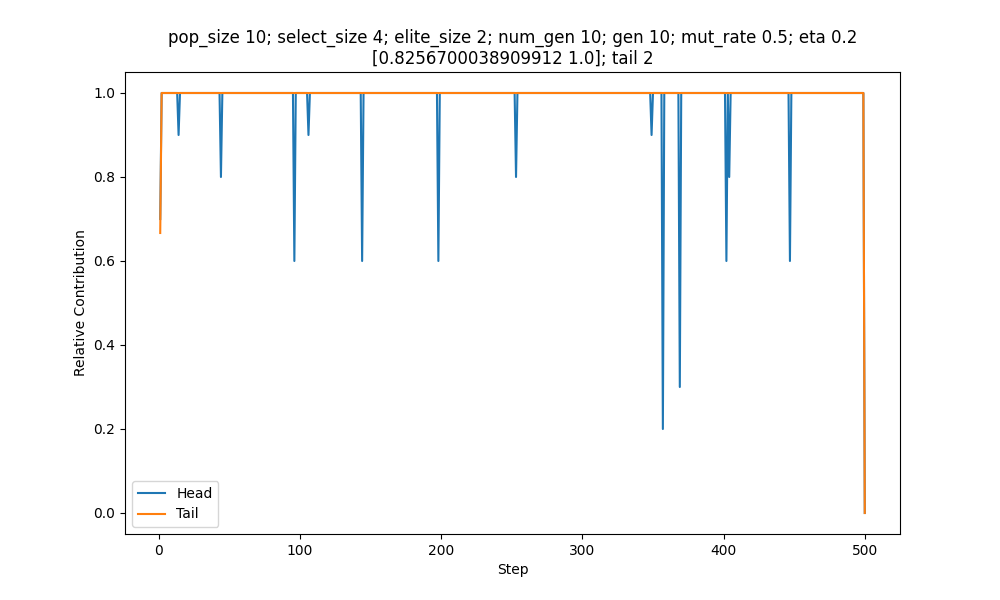 pop_size 10; select_size 4; elite_size 2; num_gen 10; gen 10; mut_rate 0.5; eta 0.2
[0.8256700038909912 1.0]; tail 2
1.0
0.8
0.6
0.4
0.2
0.0
Relative Contribution
Head
Tail
0
100
200
300
400
500
Step